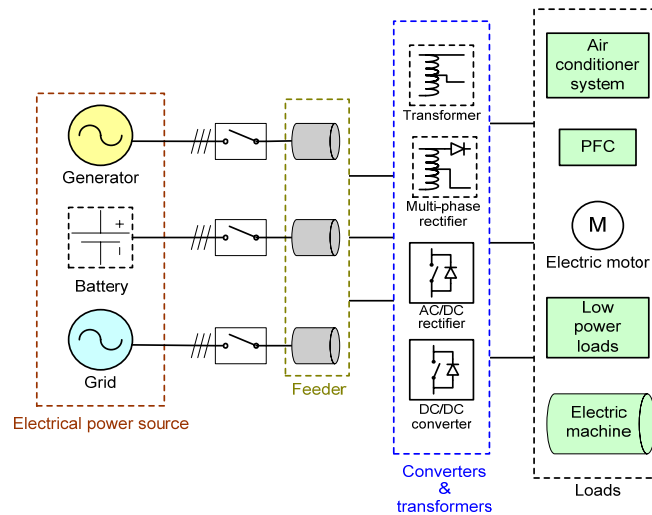 Generator
+
−
Battery
Grid
Electrical power source
Feeder
Transformer
Multi-phase
rectifier
AC/DC
rectifier
DC/DC
converter
Converters
&
transformers
Air
conditioner
system
PFC
M
Electric motor
Low
power
loads
Electric
machine
Loads